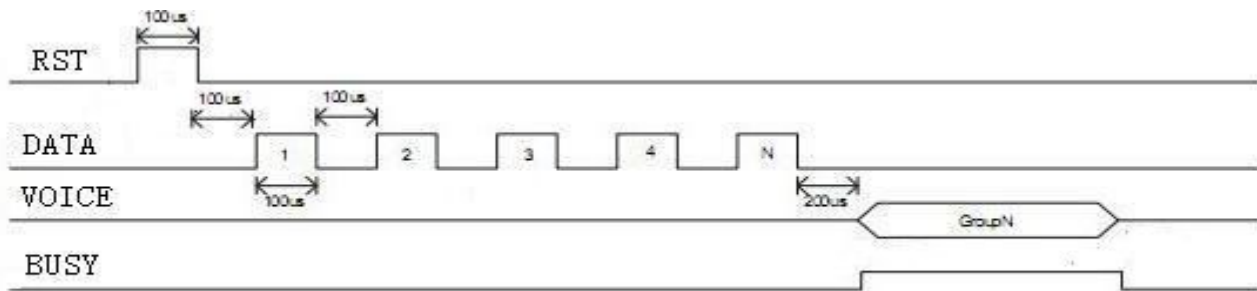 100us
RST
100us 100us
DATA 1 2 3 4 N
100us 200us
VOICE GroupN
BUSY